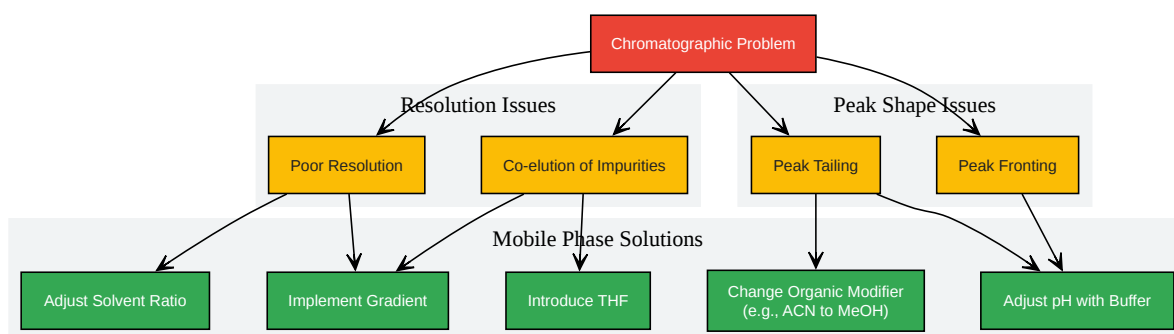 Chromatographic Problem
Resolution Issues
Peak Shape Issues
Poor Resolution
Co-elution of Impurities
Peak Tailing
Peak Fronting
Mobile Phase Solutions
Adjust Solvent Ratio
Implement Gradient
Introduce THF
Change Organic Modifier
(e.g., ACN to MeOH)
Adjust pH with Buffer